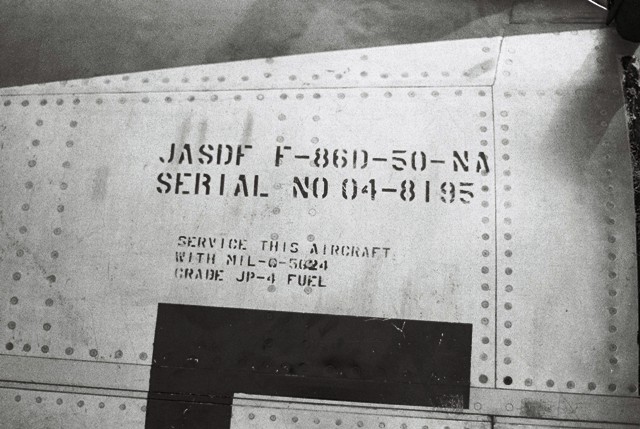 JASDF F-86D-50-NA
SERIAL NO 04-8195
SERVICE THIS AIRCRAFT
WITH MIL-G-5624
GRADE JP-4 FUEL